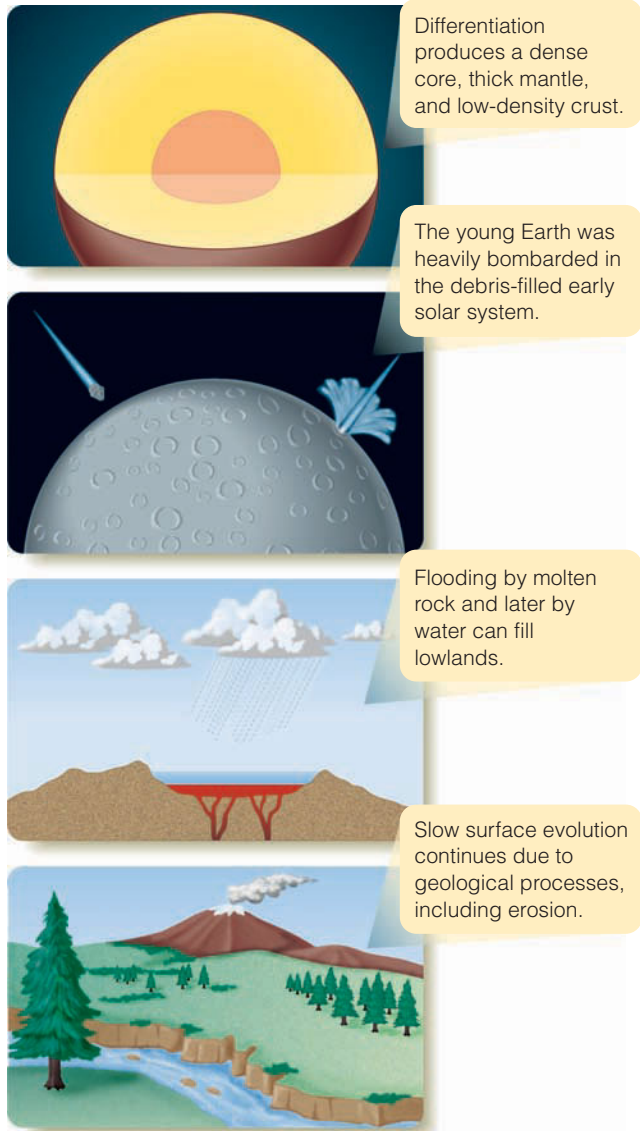 Differentiation
produces a dense
core, thick mantle,
and low-density crust.
The young Earth was
heavily bombarded in
the debris-filled early
solar system.
Flooding by molten
rock and later by
water can fill
lowlands.
Slow surface evolution
continues due to
geological processes,
including erosion.